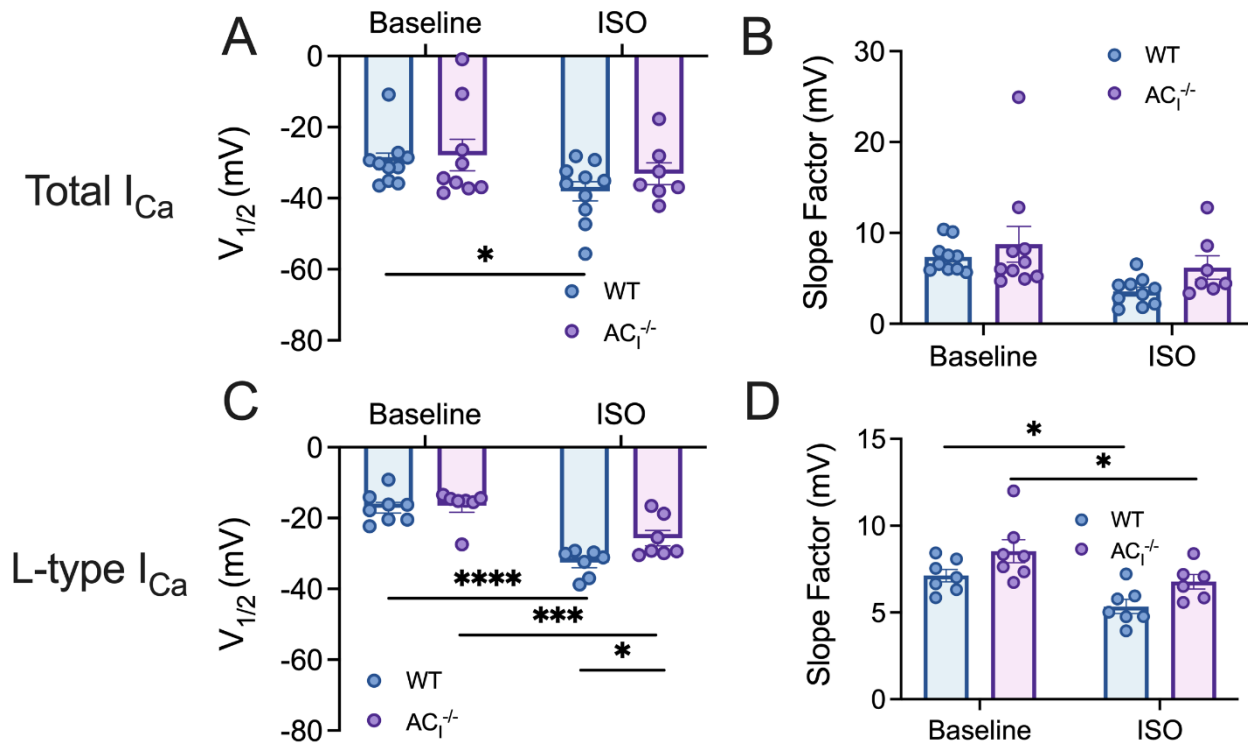 A
Baseline ISO
0
-20
-40
-60
-80
V1/2 (mV)
*
WT
ACI-/-
Total ICa
B
30
20
10
0
Slope Factor (mV)
WT
ACI-/-
Baseline ISO
C
Baseline ISO
0
-20
-40
-60
-80
V1/2 (mV)
****
***
*
WT
ACI-/-
L-type ICa
D
15
10
5
0
Slope Factor (mV)
*
*
WT
ACI-/-
Baseline ISO